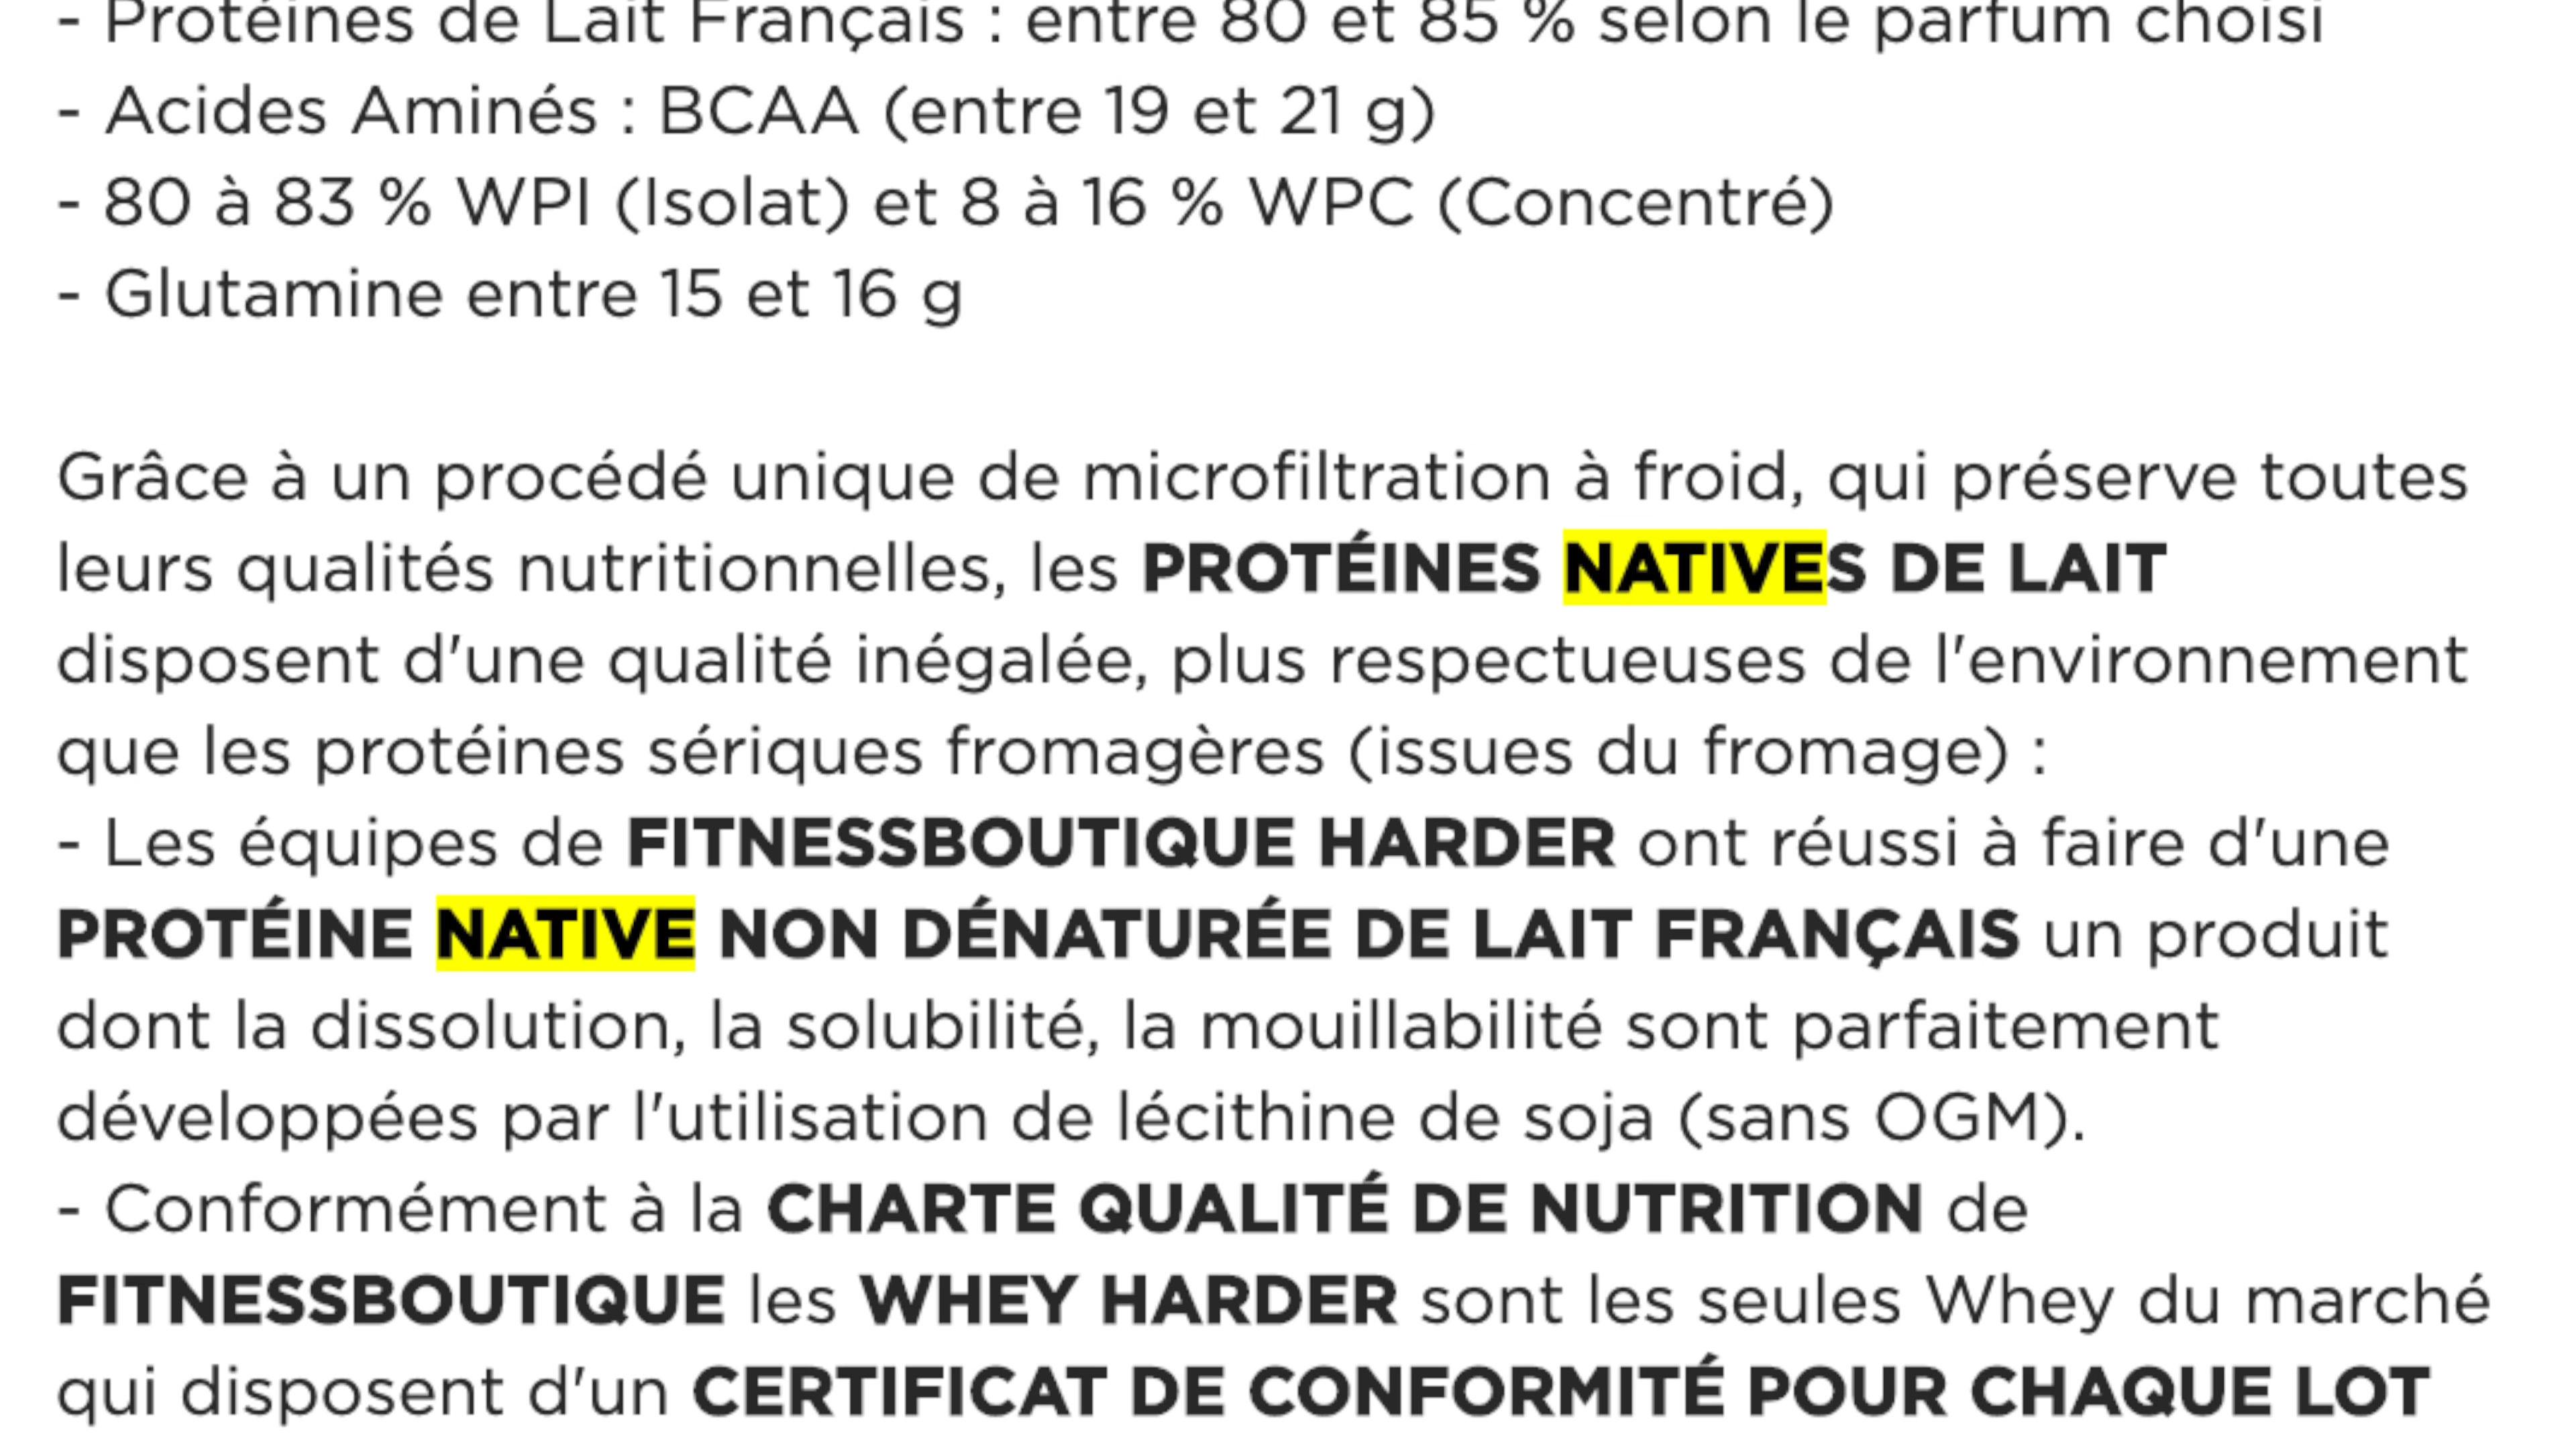 - Protéines de Lait Français : entre 80 et 85 % selon le parfum choisi
- Acides Aminés : BCAA (entre 19 et 21 g)
- 80 à 83 % WPI (Isolat) et 8 à 16 % WPC (Concentré)
- Glutamine entre 15 et 16 g
Grâce à un procédé unique de microfiltration à froid, qui préserve toutes
leurs qualités nutritionnelles, les PROTÉINES NATIVES DE LAIT
disposent d'une qualité inégalée, plus respectueuses de l'environnement
que les protéines sériques fromagères (issues du fromage) :
- Les équipes de FITNESSBOUTIQUE HARDER ont réussi à faire d'une
PROTÉINE NATIVE NON DÉNATURÉE DE LAIT FRANÇAIS un produit
dont la dissolution, la solubilité, la mouillabilité sont parfaitement
développées par l'utilisation de lécithine de soja (sans OGM).
- Conformément à la CHARTE QUALITÉ DE NUTRITION de
FITNESSBOUTIQUE les WHEY HARDER sont les seules Whey du marché
qui disposent d'un CERTIFICAT DE CONFORMITÉ POUR CHAQUE LOT